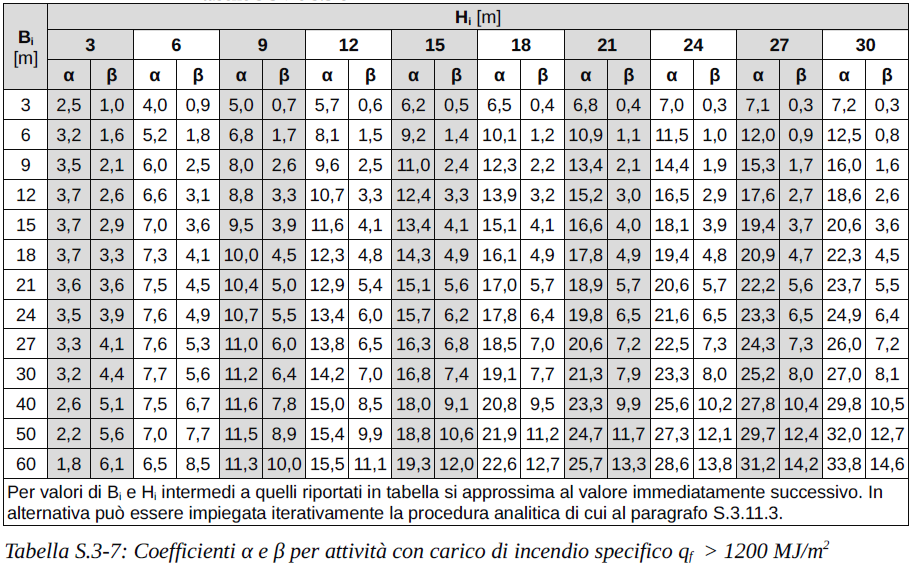 Bi [m] Hi [m]
3 6 9 12 15 18 21 24 27 30
α β α β α β α β α β α β α β α β α β α β
3 2,5 1,0 4,0 0,9 5,0 0,7 5,7 0,6 6,2 0,5 6,5 0,4 6,8 0,4 7,0 0,3 7,1 0,3 7,2 0,3
6 3,2 1,6 5,2 1,8 6,8 1,7 8,1 1,5 9,2 1,4 10,1 1,2 10,9 1,1 11,5 1,0 12,0 0,9 12,5 0,8
9 3,5 2,1 6,0 2,5 8,0 2,6 9,6 2,5 11,0 2,4 12,3 2,2 13,4 2,1 14,4 1,9 15,3 1,7 16,0 1,6
12 3,7 2,6 6,6 3,1 8,8 3,3 10,7 3,3 12,4 3,3 13,9 3,2 15,2 3,0 16,5 2,9 17,6 2,7 18,6 2,6
15 3,7 2,9 7,0 3,6 9,5 3,9 11,6 4,1 13,4 4,1 15,1 4,1 16,6 4,0 18,1 3,9 19,4 3,7 20,6 3,6
18 3,7 3,3 7,3 4,1 10,0 4,5 12,3 4,8 14,3 4,9 16,1 4,9 17,8 4,9 19,4 4,8 20,9 4,7 22,3 4,5
21 3,6 3,6 7,5 4,5 10,4 5,0 12,9 5,4 15,1 5,6 17,0 5,7 18,9 5,7 20,6 5,7 22,2 5,6 23,7 5,5
24 3,5 3,9 7,6 4,9 10,7 5,5 13,4 6,0 15,7 6,2 17,8 6,4 19,8 6,5 21,6 6,5 23,3 6,5 24,9 6,4
27 3,3 4,1 7,6 5,3 11,0 6,0 13,8 6,5 16,3 6,8 18,5 7,0 20,6 7,2 22,5 7,3 24,3 7,3 26,0 7,2
30 3,2 4,4 7,7 5,6 11,2 6,4 14,2 7,0 16,8 7,4 19,1 7,7 21,3 7,9 23,3 8,0 25,2 8,0 27,0 8,1
40 2,6 5,1 7,5 6,7 11,6 7,8 15,0 8,5 18,0 9,1 20,8 9,5 23,3 9,9 25,6 10,2 27,8 10,4 29,8 10,5
50 2,2 5,6 7,0 7,7 11,5 8,9 15,4 9,9 18,8 10,6 21,9 11,2 24,7 11,7 27,3 12,1 29,7 12,4 32,0 12,7
60 1,8 6,1 6,5 8,5 11,3 10,0 15,5 11,1 19,3 12,0 22,6 12,7 25,7 13,3 28,6 13,8 31,2 14,2 33,8 14,6
Per valori di Bi e Hi intermedi a quelli riportati in tabella si approssima al valore immediatamente successivo. In
alternativa può essere impiegata iterativamente la procedura analitica di cui al paragrafo S.3.11.3.
Tabella S.3-7: Coefficienti α e β per attività con carico di incendio specifico qf > 1200 MJ/m²